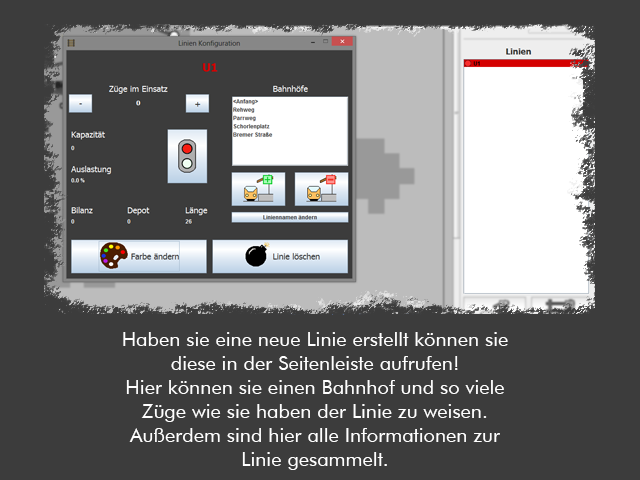 Linien Konfiguration
U1
Züge im Einsatz
- 0 +
Bahnhöfe
<Anfang>
Rehweg
Parrweg
Schorlenplatz
Bromer Straße
Kapazität
0
Auslastung
0.0 %
Bilanz Depot Länge
0 0 26
Liniennamen ändern
Farbe ändern
Linie löschen
Linien
U1
Haben sie eine neue Linie erstellt können sie
diese in der Seitenleiste aufrufen!
Hier können sie einen Bahnhof und so viele
Züge wie sie haben der Linie zu weisen.
Außerdem sind hier alle Informationen zur
Linie gesammelt.